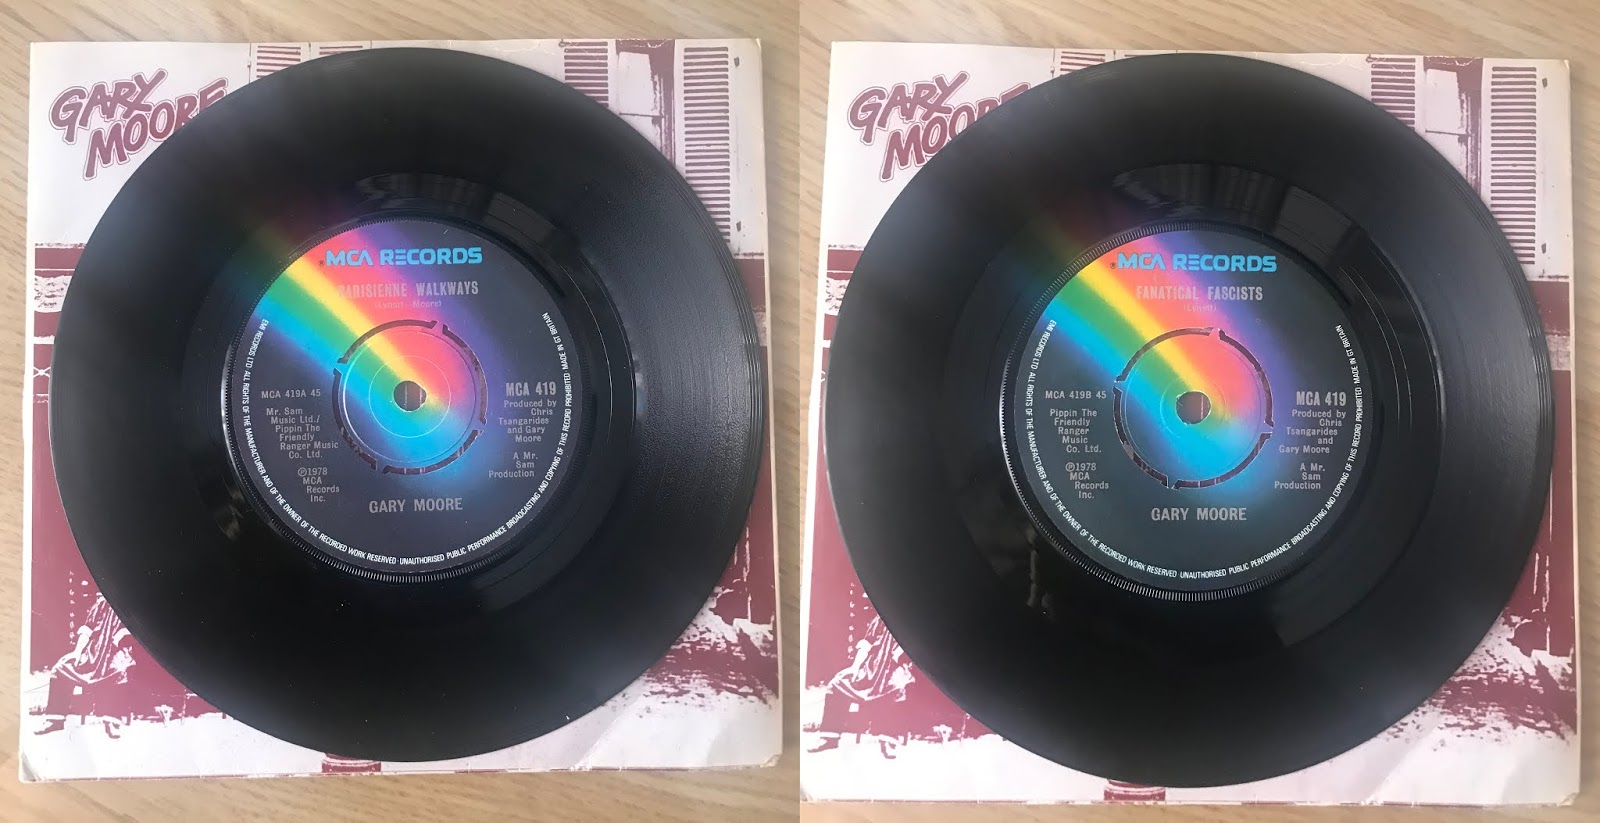 GARY
MOORE
MCA RECORDS
PARISIENNE WALKWAYS
(Lynott-Moore)
MCA 419A 45
Mr. Sam
Music Ltd./
Pippin The
Friendly
Ranger Music
Co. Ltd.
℗1978
MCA
Records
Inc.
MCA 419
Produced by
Chris
Tsangarides
and Gary
Moore
A Mr.
Sam
Production
GARY MOORE
EMI RECORDS LTD ALL RIGHTS OF THE MANUFACTURER AND OF THE OWNER OF THE RECORDED WORK RESERVED·UNAUTHORISED PUBLIC PERFORMANCE BROADCASTING AND COPYING OF THIS RECORD PROHIBITED MADE IN GT BRITAIN
GARY
MOORE
MCA RECORDS
FANATICAL FASCISTS
(Lynott)
MCA 419B 45
Pippin The
Friendly
Ranger
Music
Co. Ltd.
℗1978
MCA
Records
Inc.
MCA 419
Produced by
Chris
Tsangarides
and
Gary Moore
A Mr.
Sam
Production
GARY MOORE
EMI RECORDS LTD ALL RIGHTS OF THE MANUFACTURER AND OF THE OWNER OF THE RECORDED WORK RESERVED UNAUTHORISED PUBLIC PERFORMANCE BROADCASTING AND COPYING OF THIS RECORD PROHIBITED MADE IN GT BRITAIN